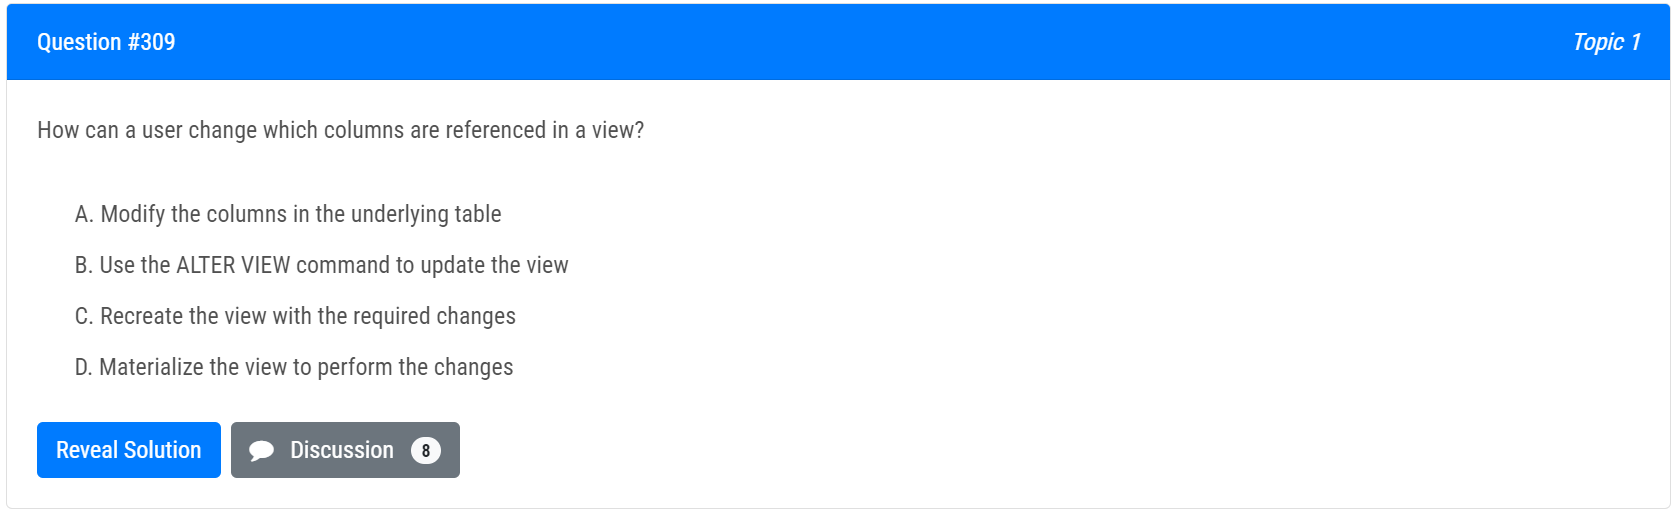 Question #309
Topic 1
How can a user change which columns are referenced in a view?
A. Modify the columns in the underlying table
B. Use the ALTER VIEW command to update the view
C. Recreate the view with the required changes
D. Materialize the view to perform the changes
Reveal Solution
Discussion 8